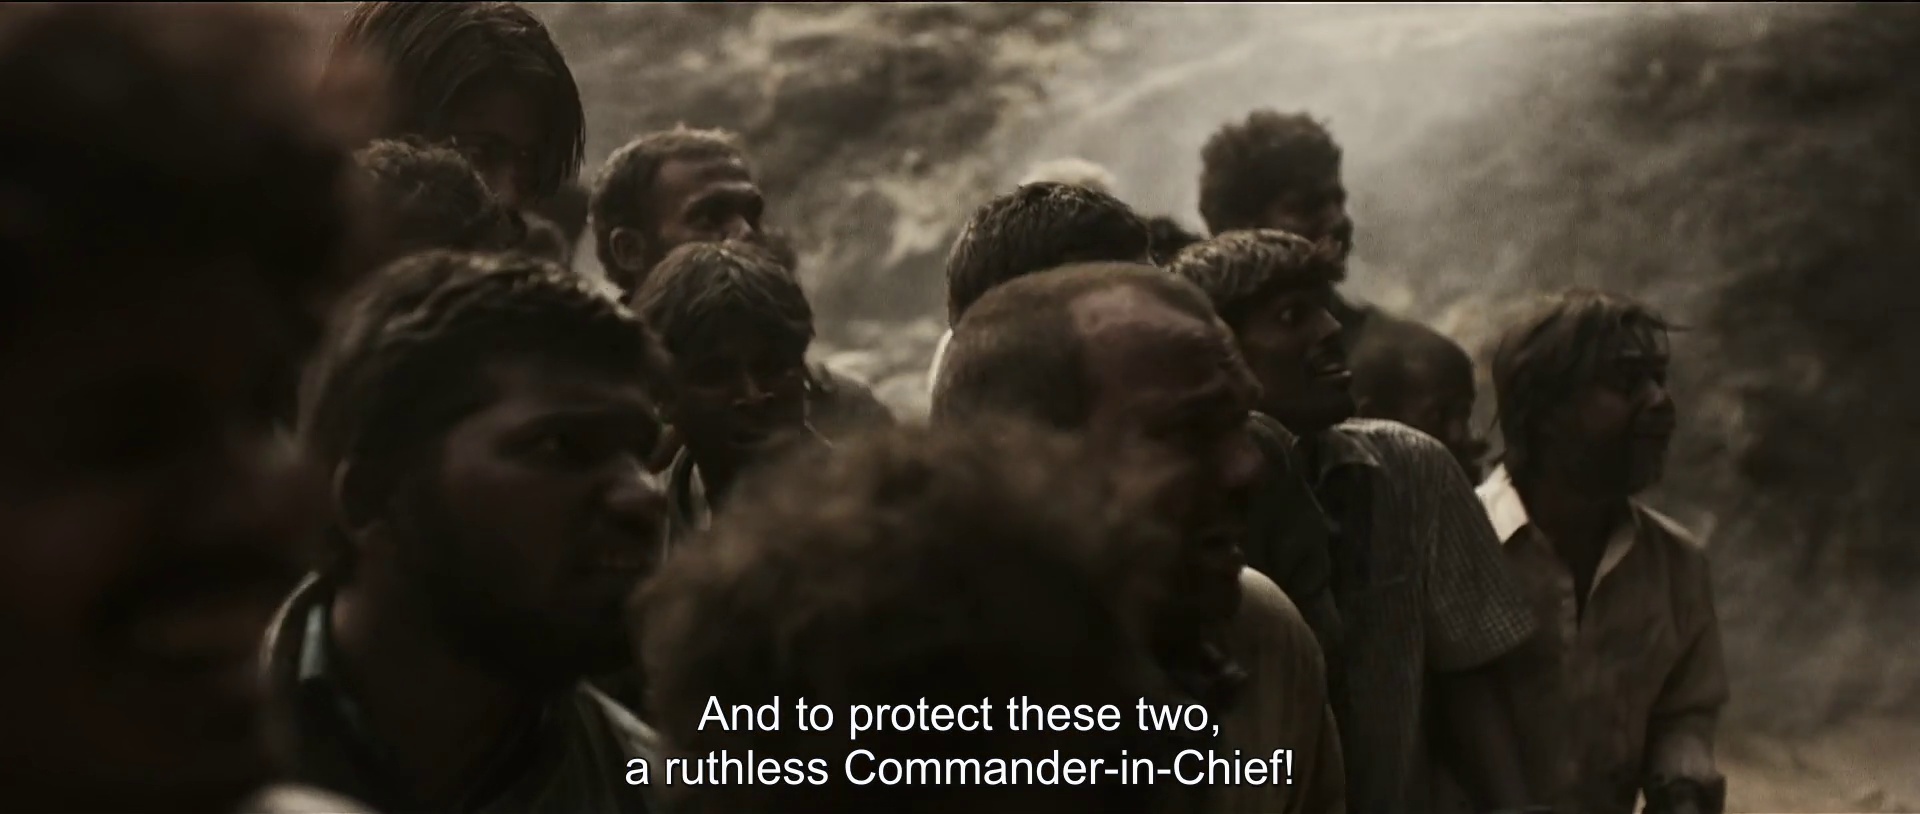 And to protect these two,
a ruthless Commander-in-Chief!